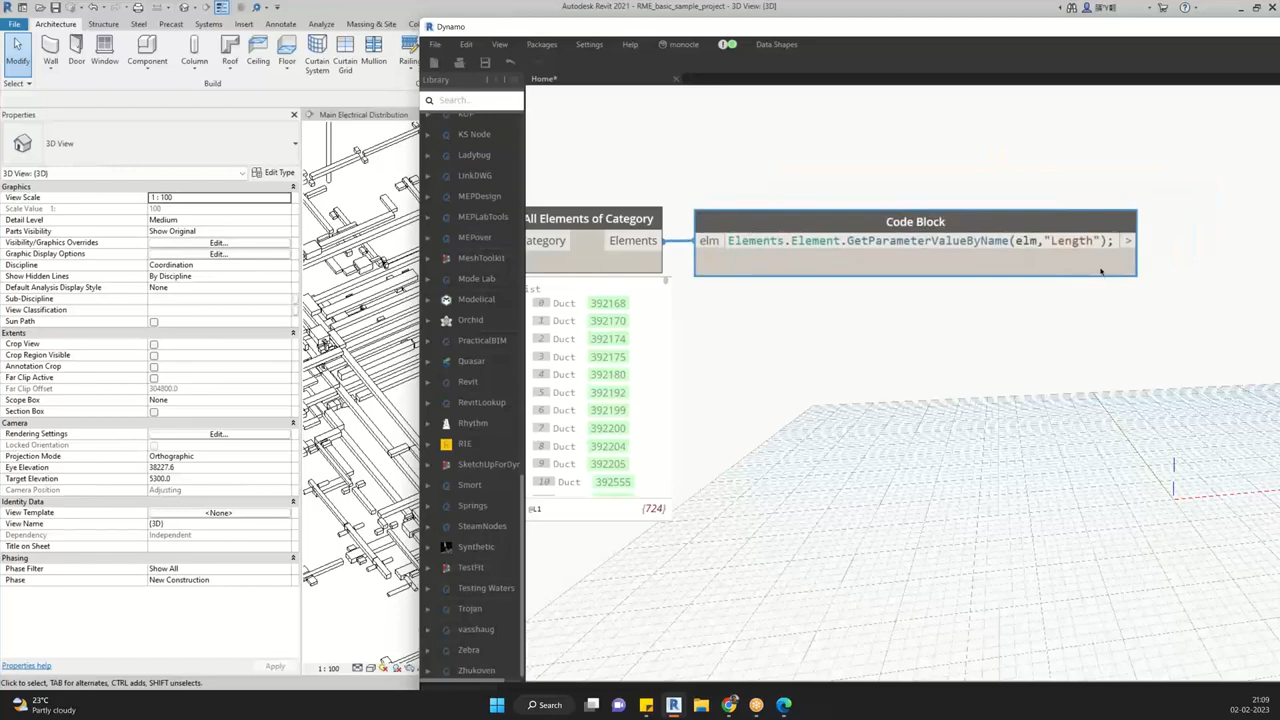 Autodesk Revit 2021 - RME_basic_sample_project - 3D View: {3D}
File Architecture Structure Steel Precast Systems Insert Annotate Analyze Massing & Site
Modify Wall Door Window Component Column Roof Ceiling Floor Curtain System Curtain Grid Mullion Railing
Select Build
Properties
3D View
3D View: {3D} Edit Type
Graphics
View Scale 1 : 100
Scale Value 1: 100
Detail Level Medium
Parts Visibility Show Original
Visibility/Graphics Overrides Edit...
Graphic Display Options Edit...
Discipline Coordination
Show Hidden Lines By Discipline
Default Analysis Display Style None
Sub-Discipline
View Classification
Sun Path
Extents
Crop View
Crop Region Visible
Annotation Crop
Far Clip Active
Far Clip Offset 304800.0
Scope Box None
Section Box
Camera
Rendering Settings Edit...
Locked Orientation
Projection Mode Orthographic
Eye Elevation 38227.6
Target Elevation 5300.0
Camera Position Adjusting
Identity Data
View Template <None>
View Name {3D}
Dependency Independent
Title on Sheet
Phasing
Phase Filter Show All
Phase New Construction
Properties help Apply
Click to select, TAB for alternates, CTRL adds, SHIFT unselects.
Main Electrical Distribution
1 : 100
Dynamo
File Edit View Packages Settings Help monocle Data Shapes
Library
Home*
Search...
KS Node
Ladybug
LinkDWG
MEPDesign
MEPLabTools
MEPover
MeshToolkit
Mode Lab
Modelical
Orchid
PracticalBIM
Quasar
Revit
RevitLookup
Rhythm
RIE
SketchUpForDyr
Smort
Springs
SteamNodes
Synthetic
TestFit
Testing Waters
Trojan
vasshaug
Zebra
Zhukoven
All Elements of Category
ategory Elements
ist
0 Duct 392168
1 Duct 392170
2 Duct 392174
3 Duct 392175
4 Duct 392180
5 Duct 392192
6 Duct 392199
7 Duct 392200
8 Duct 392204
9 Duct 392205
10 Duct 392555
@L1 {724}
Code Block
elm Elements.Element.GetParameterValueByName(elm,"Length"); >
23°C
Partly cloudy
Search
21:09
02-02-2023